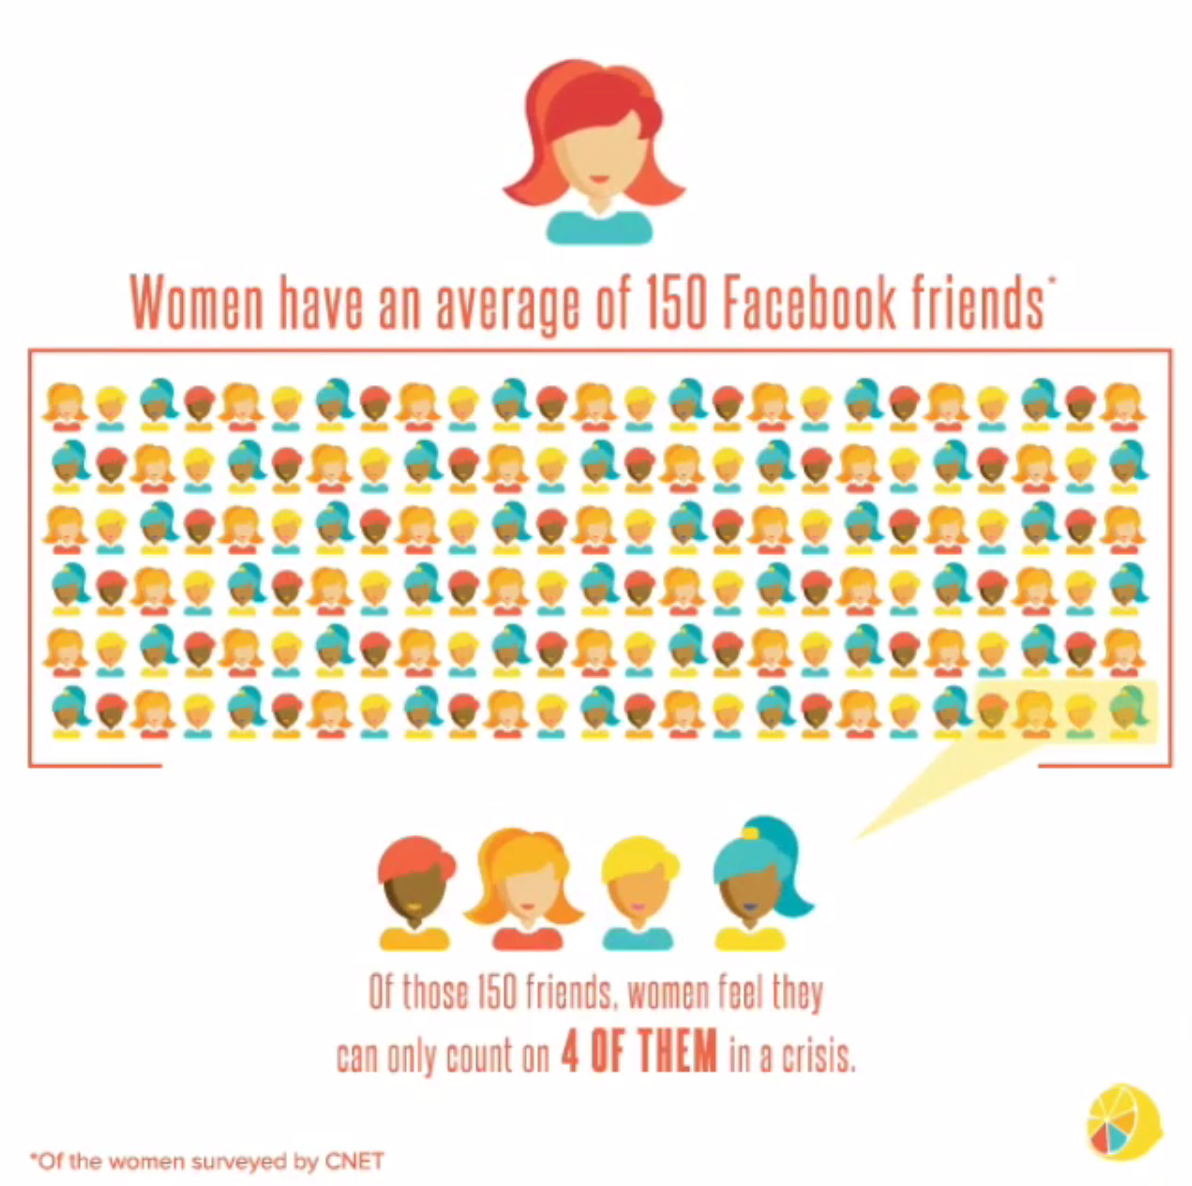 Women have an average of 150 Facebook friends*
Of those 150 friends, women feel they
can only count on 4 OF THEM in a crisis.
*Of the women surveyed by CNET